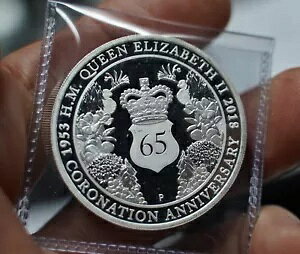 1953 H.M. QUEEN ELIZABETH II 2018
65
P
CORONATION ANNIVERSARY